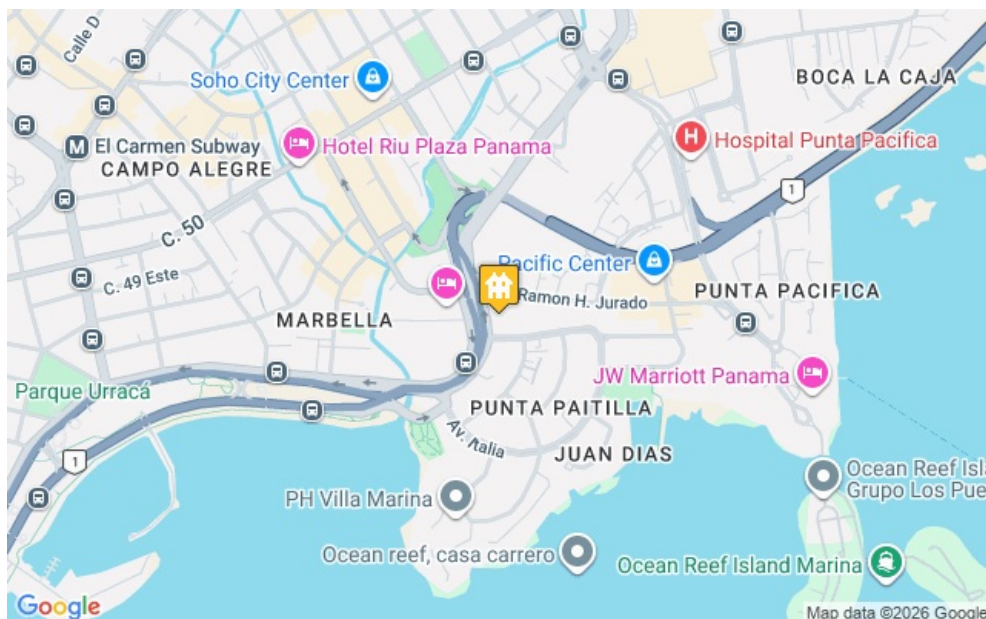 Calle D
BOCA LA CAJA
Soho City Center
Hospital Punta Pacifica
M El Carmen Subway
Hotel Riu Plaza Panama
H
CAMPO ALEGRE
1
C. 50
Pacific Center
C. 49 Este
Ramon H. Jurado
PUNTA PACIFICA
MARBELLA
JW Marriott Panama
Parque Urracá
PUNTA PAITILLA
Av. Italia
JUAN DIAS
1
Ocean Reef Isla
Grupo Los Pue
PH Villa Marina
Ocean reef, casa carrero
Ocean Reef Island Marina
Google
Map data ©2026 Google